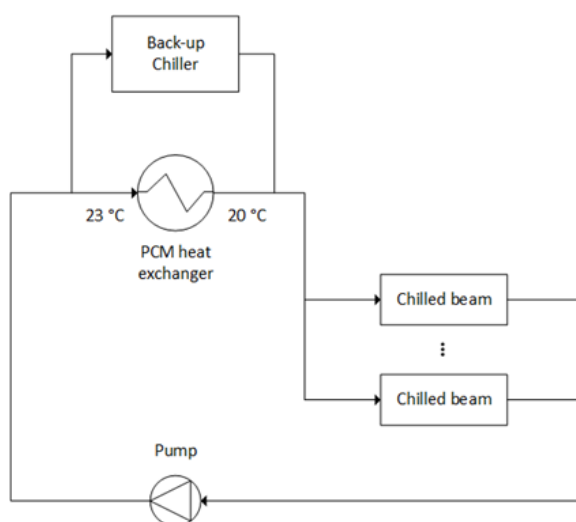 Back-up
Chiller
23 °C
20 °C
PCM heat
exchanger
Chilled beam
Chilled beam
Pump